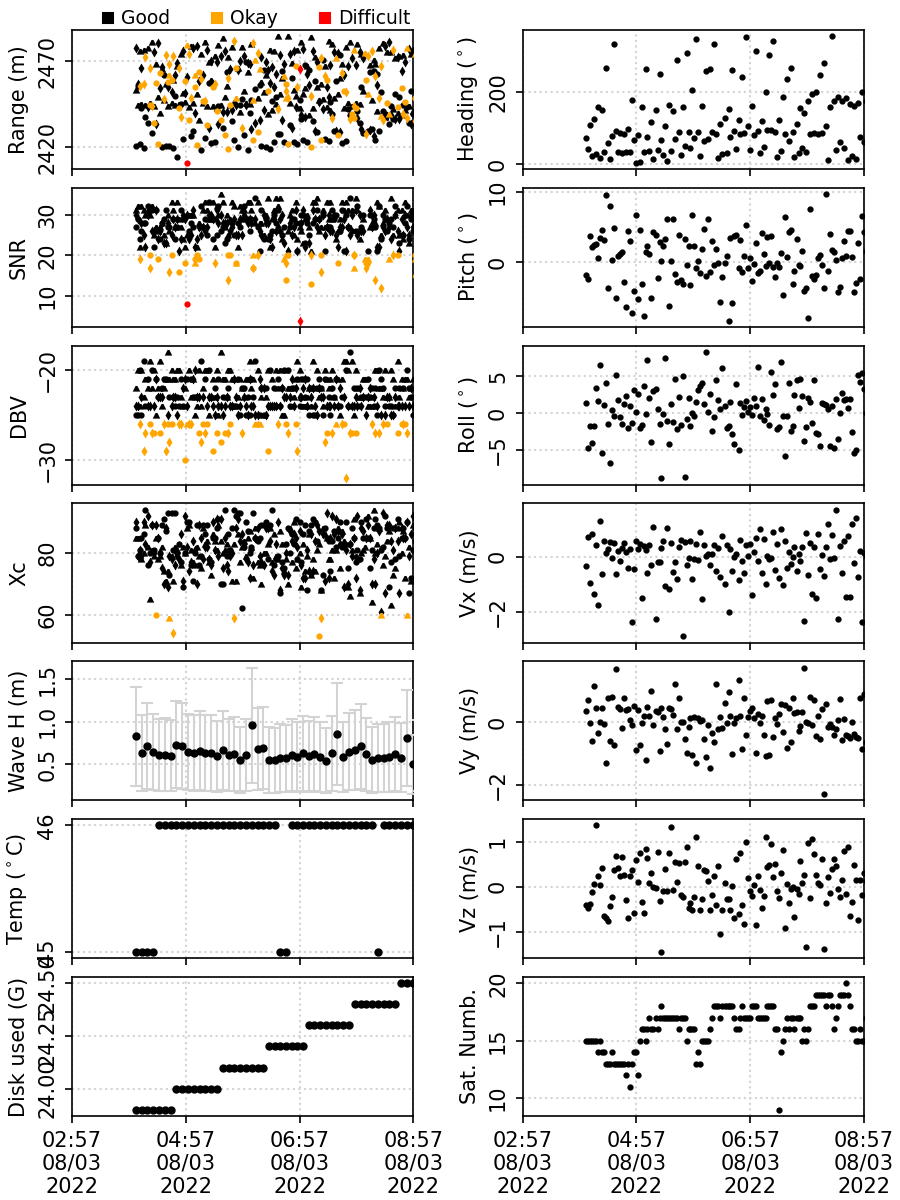 Good Okay Difficult
Range (m)
2470
2420
Heading (°)
200
0
SNR
30
20
10
Pitch (°)
10
0
DBV
−20
−30
Roll (°)
5
0
−5
Xc
80
60
Vx (m/s)
0
−2
Wave H (m)
1.5
1.0
0.5
Vy (m/s)
0
−2
Temp (°C)
46
45
Vz (m/s)
1
0
−1
Disk used (G)
24.50
24.25
24.00
Sat. Numb.
20
15
10
02:57 04:57 06:57 08:57 02:57 04:57 06:57 08:57
08/03 08/03 08/03 08/03 08/03 08/03 08/03 08/03
2022 2022 2022 2022 2022 2022 2022 2022